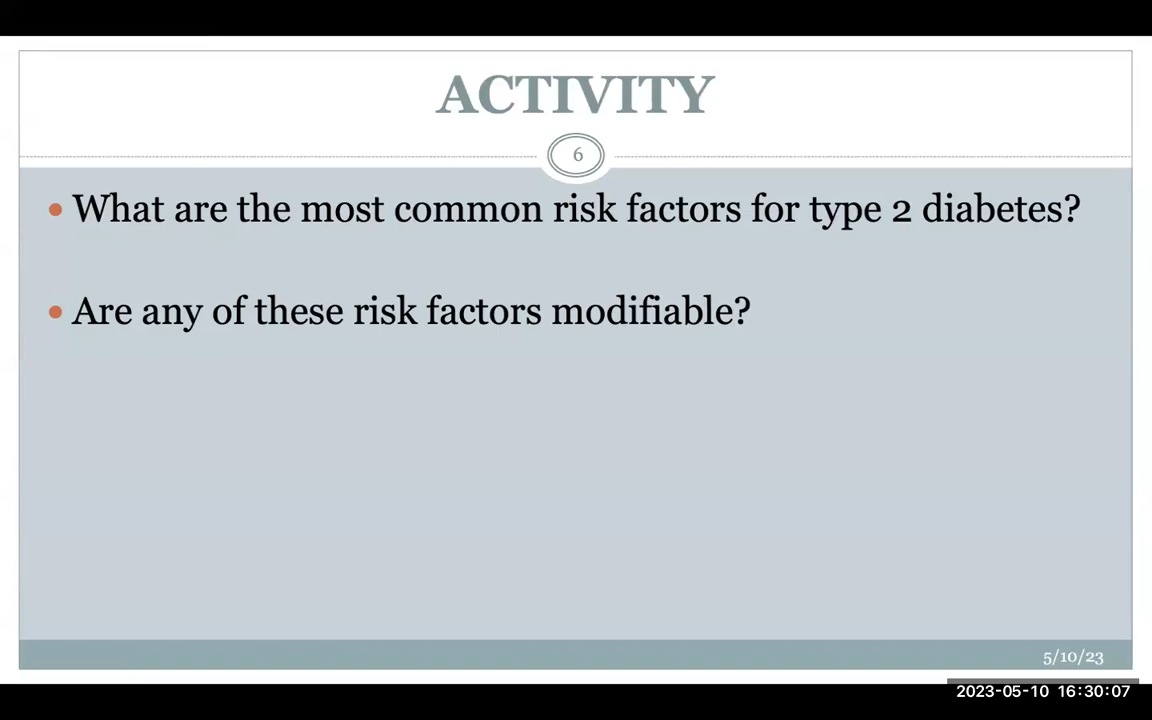 ACTIVITY
6
• What are the most common risk factors for type 2 diabetes?
• Are any of these risk factors modifiable?
5/10/23
2023-05-10 16:30:07